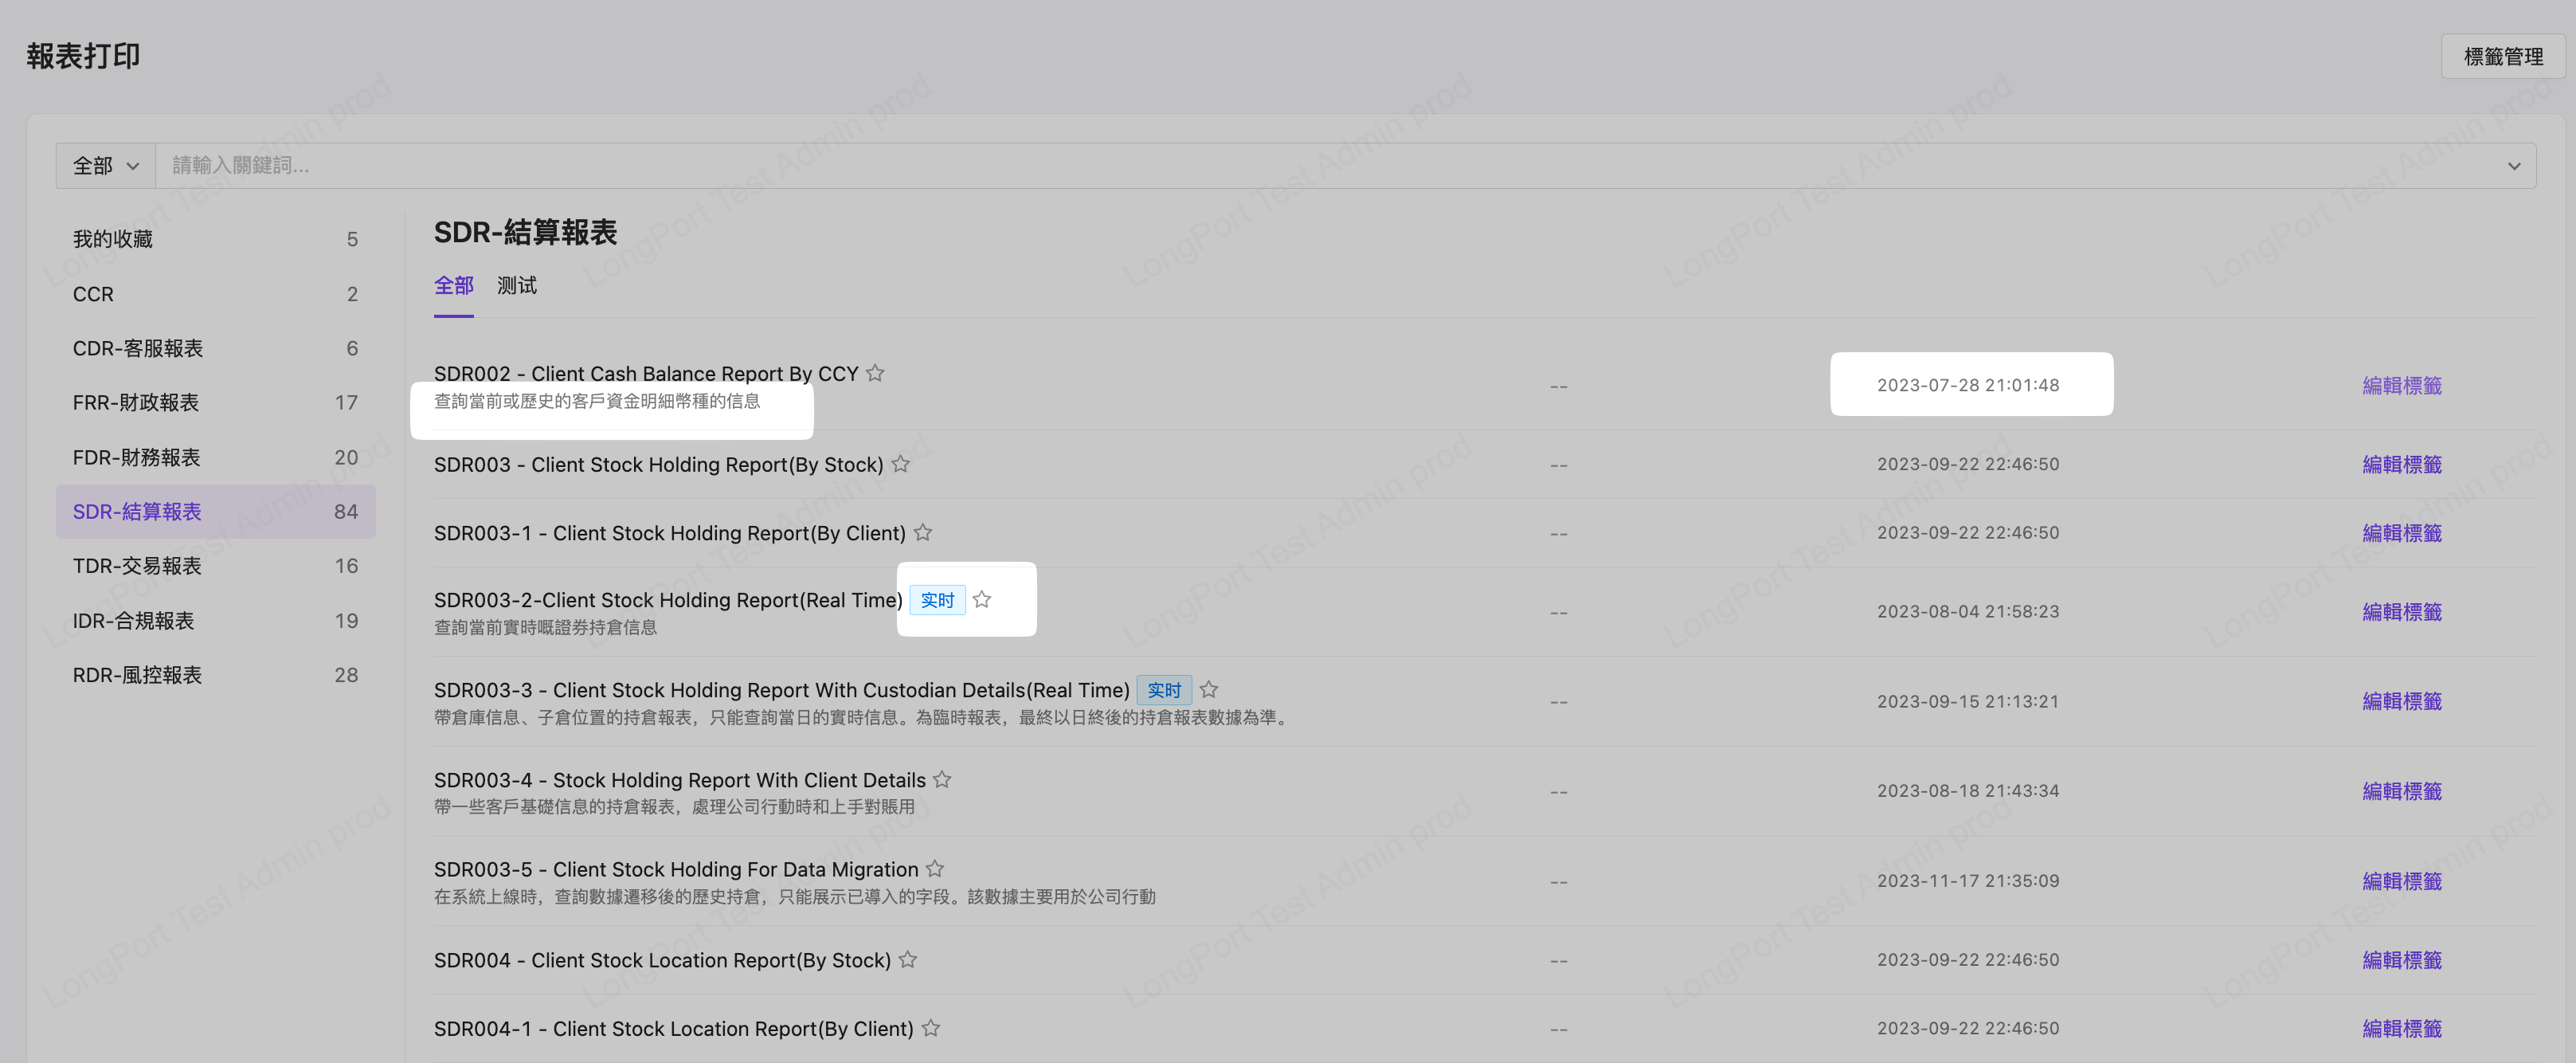 報表打印
標籤管理
全部 請輸入關鍵詞...
我的收藏 5
CCR 2
CDR-客服報表 6
FRR-財政報表 17
FDR-財務報表 20
SDR-結算報表 84
TDR-交易報表 16
IDR-合規報表 19
RDR-風控報表 28
SDR-結算報表
全部 测试
SDR002 - Client Cash Balance Report By CCY -- 2023-07-28 21:01:48 編輯標籤
查詢當前或歷史的客戶資金明細幣種的信息
SDR003 - Client Stock Holding Report(By Stock) -- 2023-09-22 22:46:50 編輯標籤
SDR003-1 - Client Stock Holding Report(By Client) -- 2023-09-22 22:46:50 編輯標籤
SDR003-2-Client Stock Holding Report(Real Time) 实时 -- 2023-08-04 21:58:23 編輯標籤
查詢當前實時嘅證券持倉信息
SDR003-3 - Client Stock Holding Report With Custodian Details(Real Time) 实时 -- 2023-09-15 21:13:21 編輯標籤
帶倉庫信息、子倉位置的持倉報表，只能查詢當日的實時信息。為臨時報表，最終以日終後的持倉報表數據為準。
SDR003-4 - Stock Holding Report With Client Details -- 2023-08-18 21:43:34 編輯標籤
帶一些客戶基礎信息的持倉報表，處理公司行動時和上手對賬用
SDR003-5 - Client Stock Holding For Data Migration -- 2023-11-17 21:35:09 編輯標籤
在系統上線時，查詢數據遷移後的歷史持倉，只能展示已導入的字段。該數據主要用於公司行動
SDR004 - Client Stock Location Report(By Stock) -- 2023-09-22 22:46:50 編輯標籤
SDR004-1 - Client Stock Location Report(By Client) -- 2023-09-22 22:46:50 編輯標籤
LongPort Test Admin prod